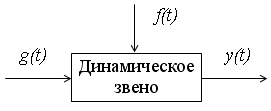 f(t)
g(t)
Динамическое
звено
y(t)